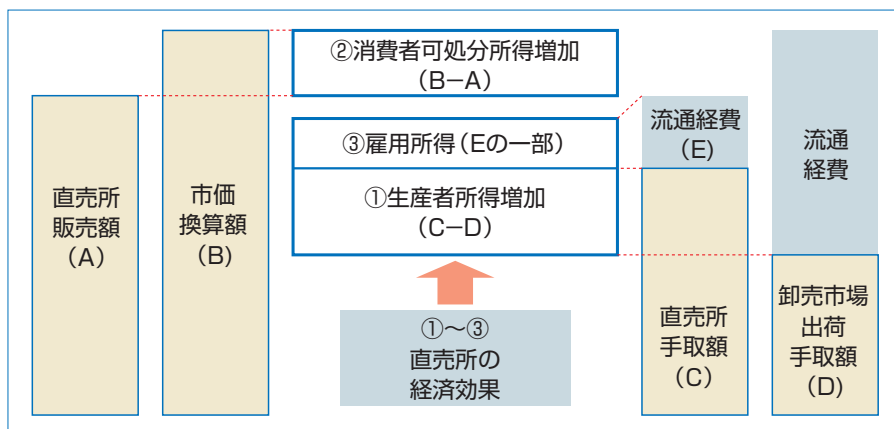 ②消費者可処分所得増加
(B−A)
③雇用所得(Eの一部)
①生産者所得増加
(C−D)
①〜③
直売所の
経済効果
直売所
販売額
(A)
市価
換算額
(B)
流通経費
(E)
直売所
手取額
(C)
流通
経費
卸売市場
出荷
手取額
(D)